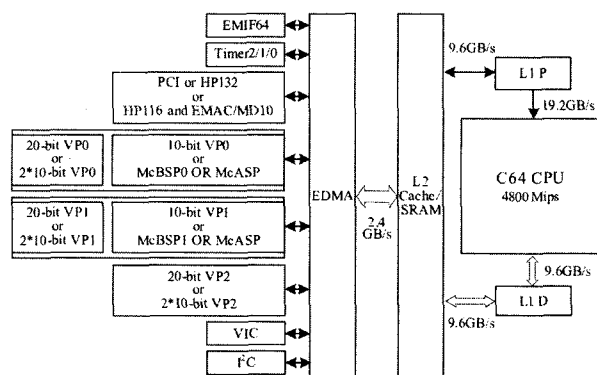 EMIF64
Timer2/1/0
PCI or HP132
or
HP116 and EMAC/MD10
20-bit VP0
or
2*10-bit VP0
10-bit VP0
or
McBSP0 OR McASP
20-bit VP1
or
2*10-bit VP1
10-bit VP1
or
McBSP1 OR McASP
20-bit VP2
or
2*10-bit VP2
VIC
I²C
EDMA
2.4
GB/s
L2
Cache/
SRAM
9.6GB/s
L1 P
19.2GB/s
C64 CPU
4800 Mips
9.6GB/s
L1 D
9.6GB/s